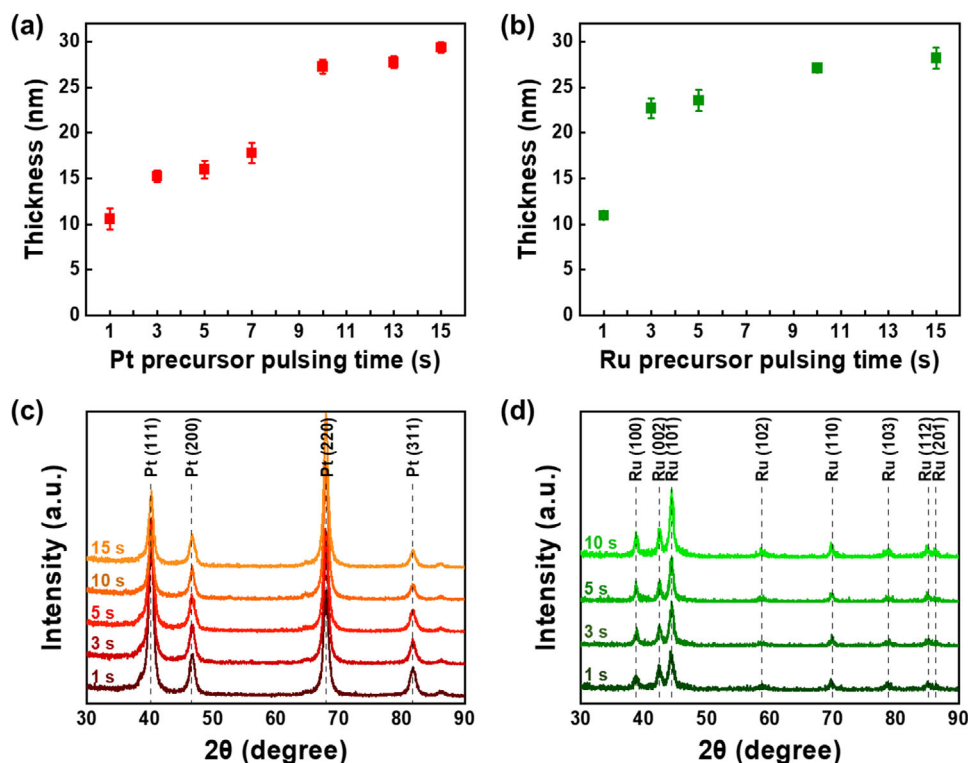 (a)
30
25
20
15
10
5
0
Thickness (nm)
1 3 5 7 9 11 13 15
Pt precursor pulsing time (s)
(b)
30
25
20
15
10
5
0
Thickness (nm)
1 3 5 7 9 11 13 15
Ru precursor pulsing time (s)
(c)
Pt (111)
Pt (200)
Pt (220)
Pt (311)
15 s
10 s
5 s
3 s
1 s
Intensity (a.u.)
30 40 50 60 70 80 90
2θ (degree)
(d)
Ru (100)
Ru (002)
Ru (101)
Ru (102)
Ru (110)
Ru (103)
Ru (112)
Ru (201)
10 s
5 s
3 s
1 s
Intensity (a.u.)
30 40 50 60 70 80 90
2θ (degree)